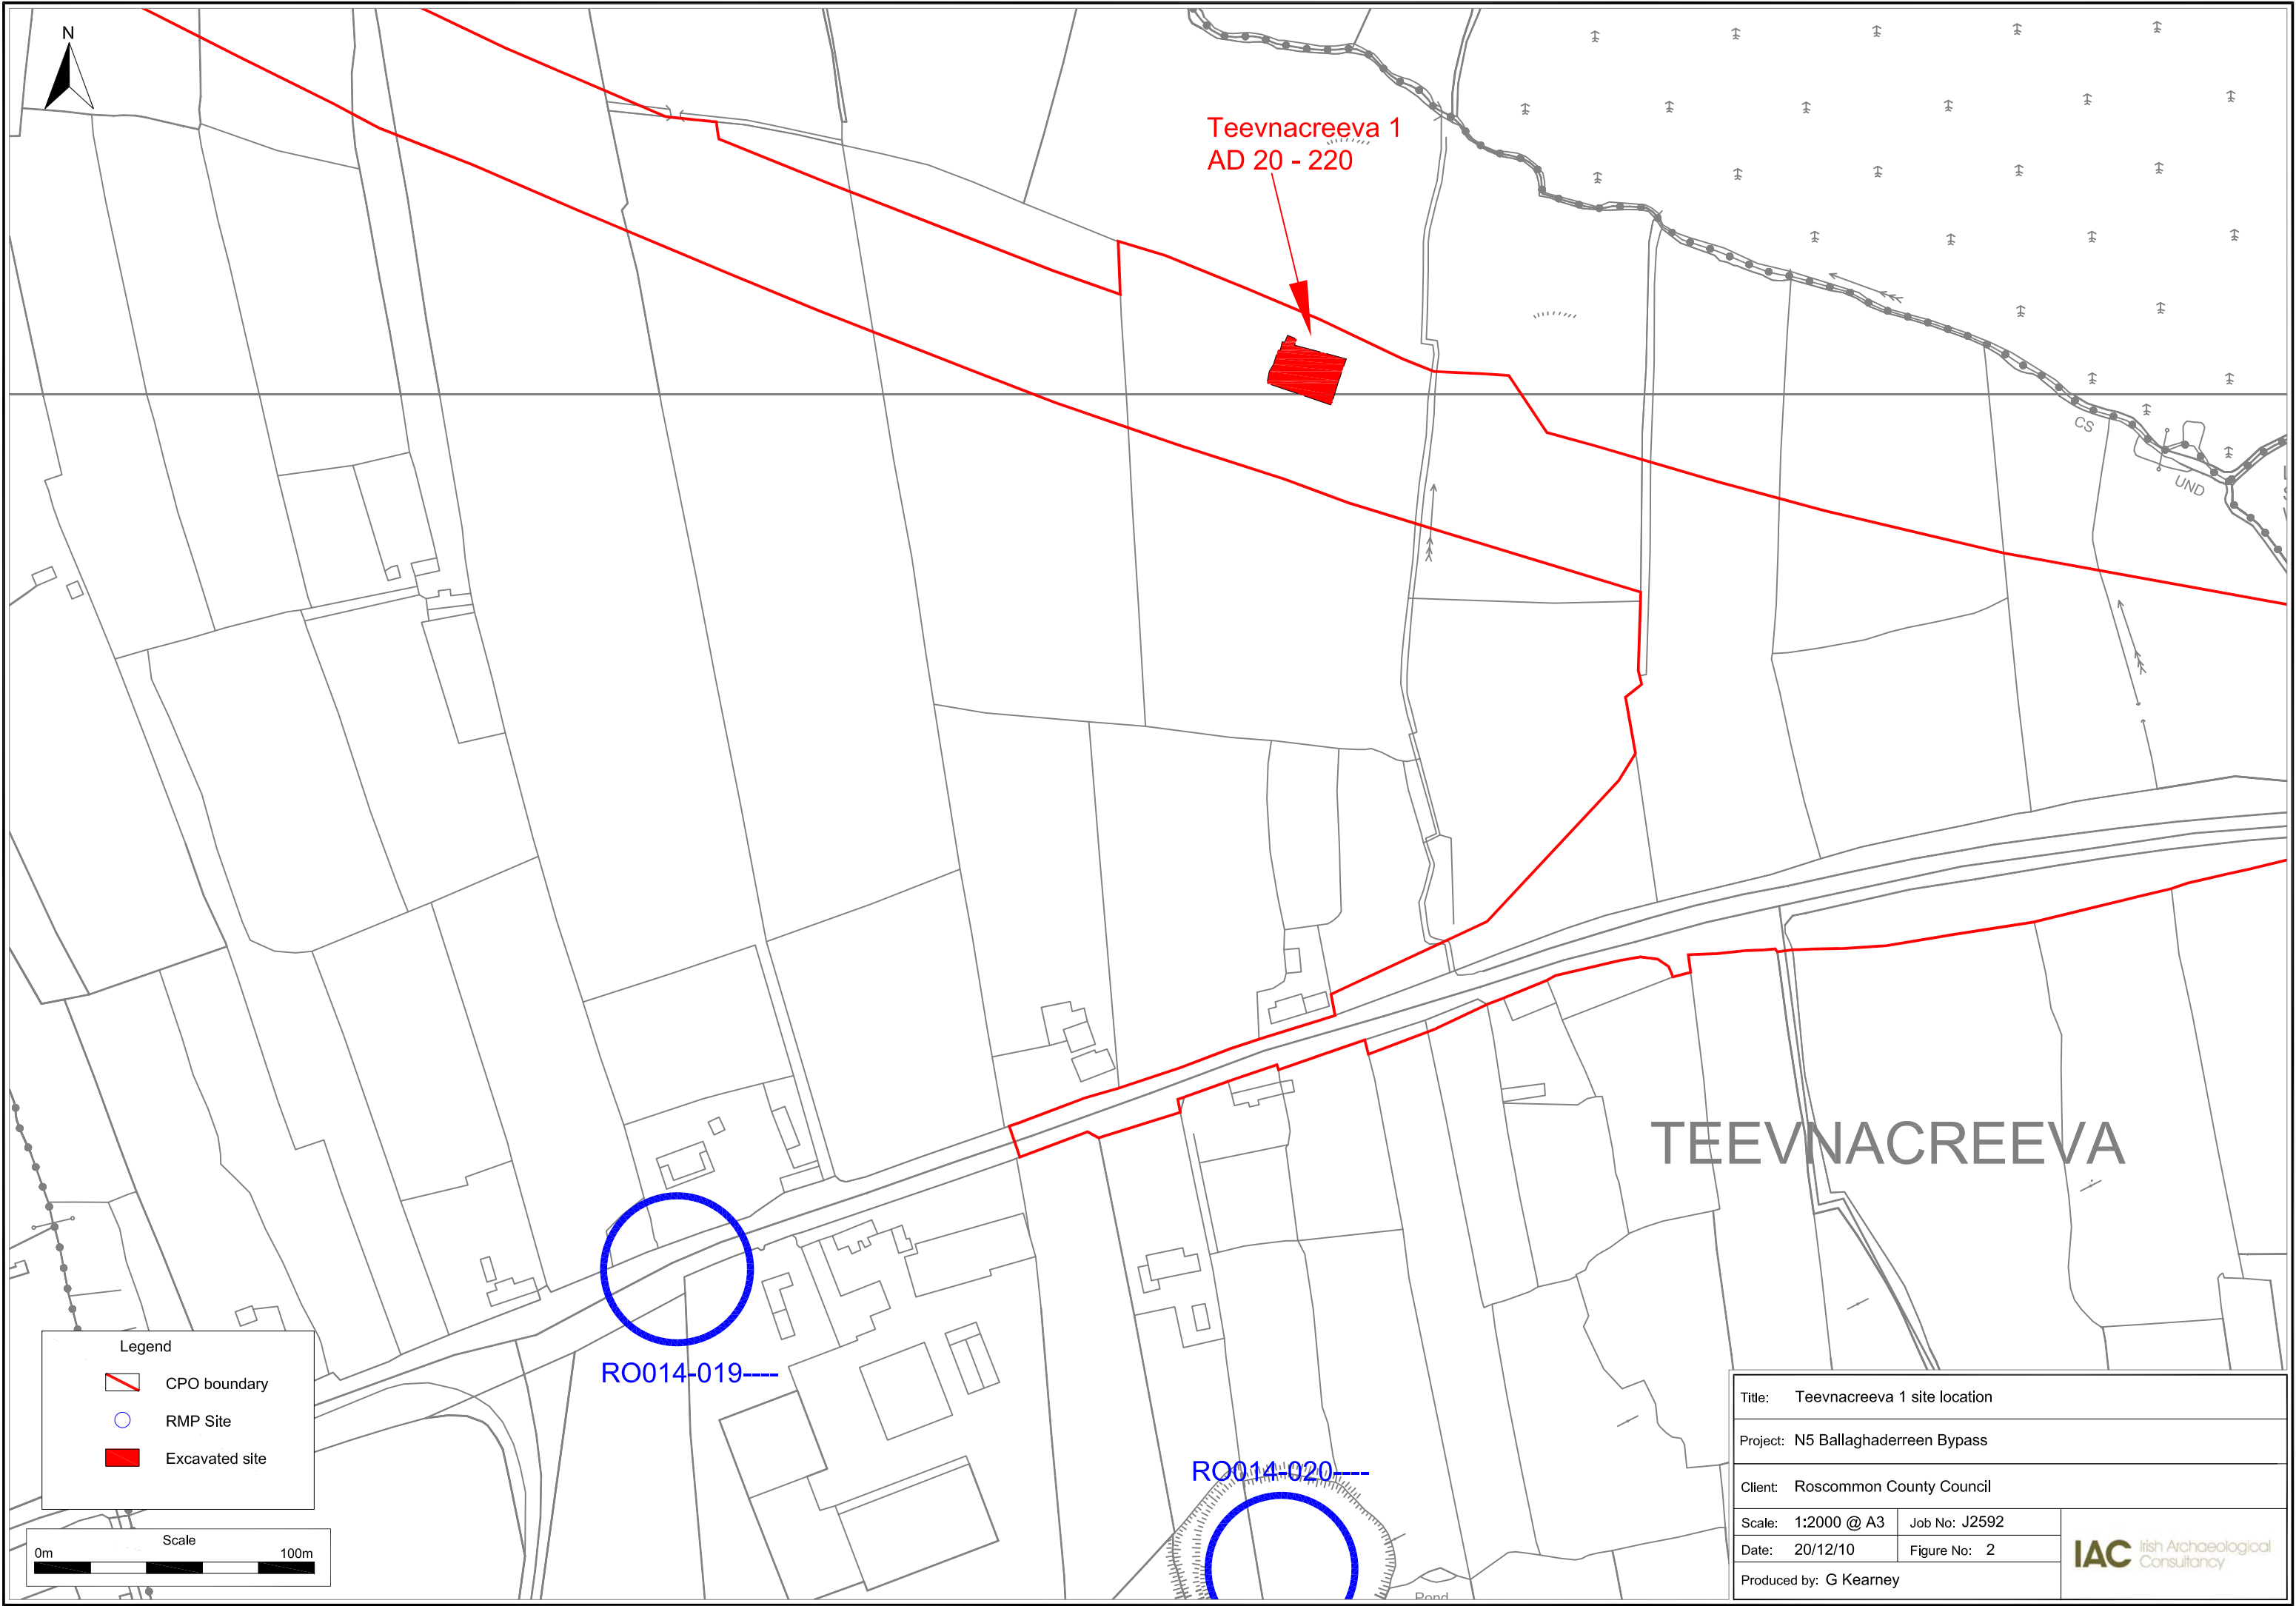 N
Teevnacreeva 1
AD 20 - 220
CS
UND
TEEVNACREEVA
RO014-019----
RO014-020----
Pond
Legend
CPO boundary
RMP Site
Excavated site
Scale
0m 100m
Title: Teevnacreeva 1 site location
Project: N5 Ballaghaderreen Bypass
Client: Roscommon County Council
Scale: 1:2000 @ A3 Job No: J2592
Date: 20/12/10 Figure No: 2
Produced by: G Kearney
IAC Irish Archaeological
Consultancy